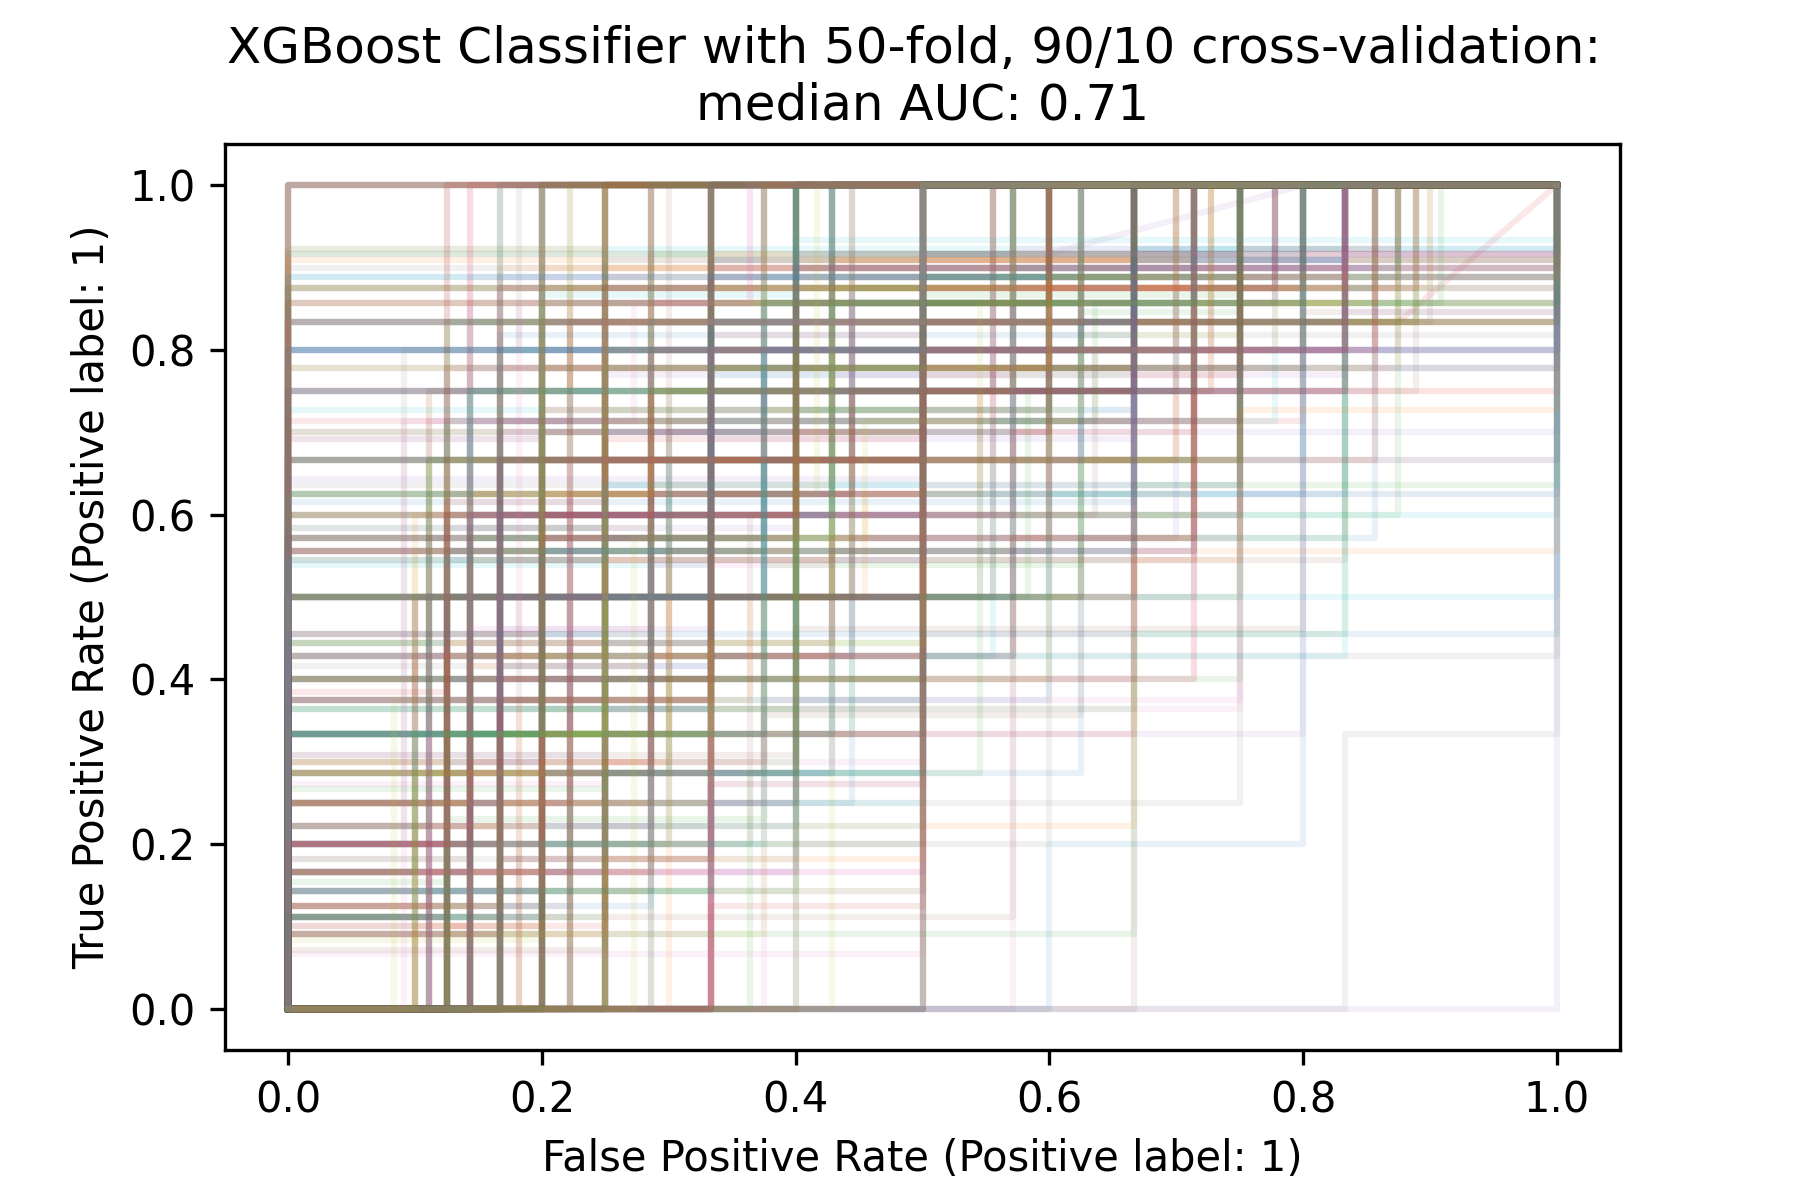 XGBoost Classifier with 50-fold, 90/10 cross-validation:
median AUC: 0.71
True Positive Rate (Positive label: 1)
1.0
0.8
0.6
0.4
0.2
0.0
0.0 0.2 0.4 0.6 0.8 1.0
False Positive Rate (Positive label: 1)